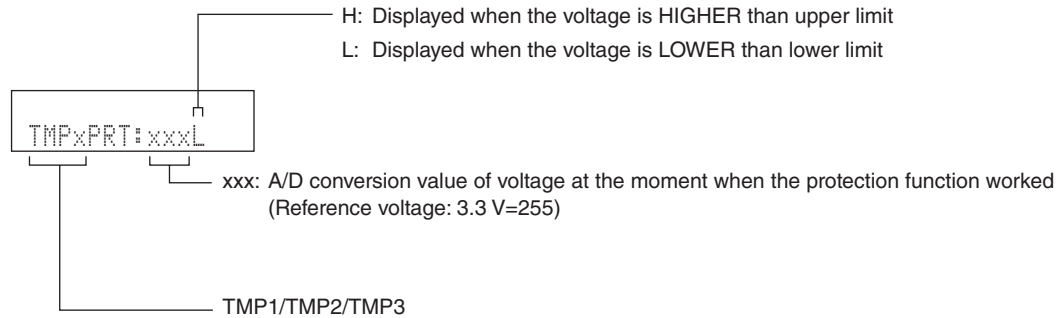 H: Displayed when the voltage is HIGHER than upper limit
L: Displayed when the voltage is LOWER than lower limit
TMPxPRT:xxxL
xxx: A/D conversion value of voltage at the moment when the protection function worked
(Reference voltage: 3.3 V=255)
TMP1/TMP2/TMP3